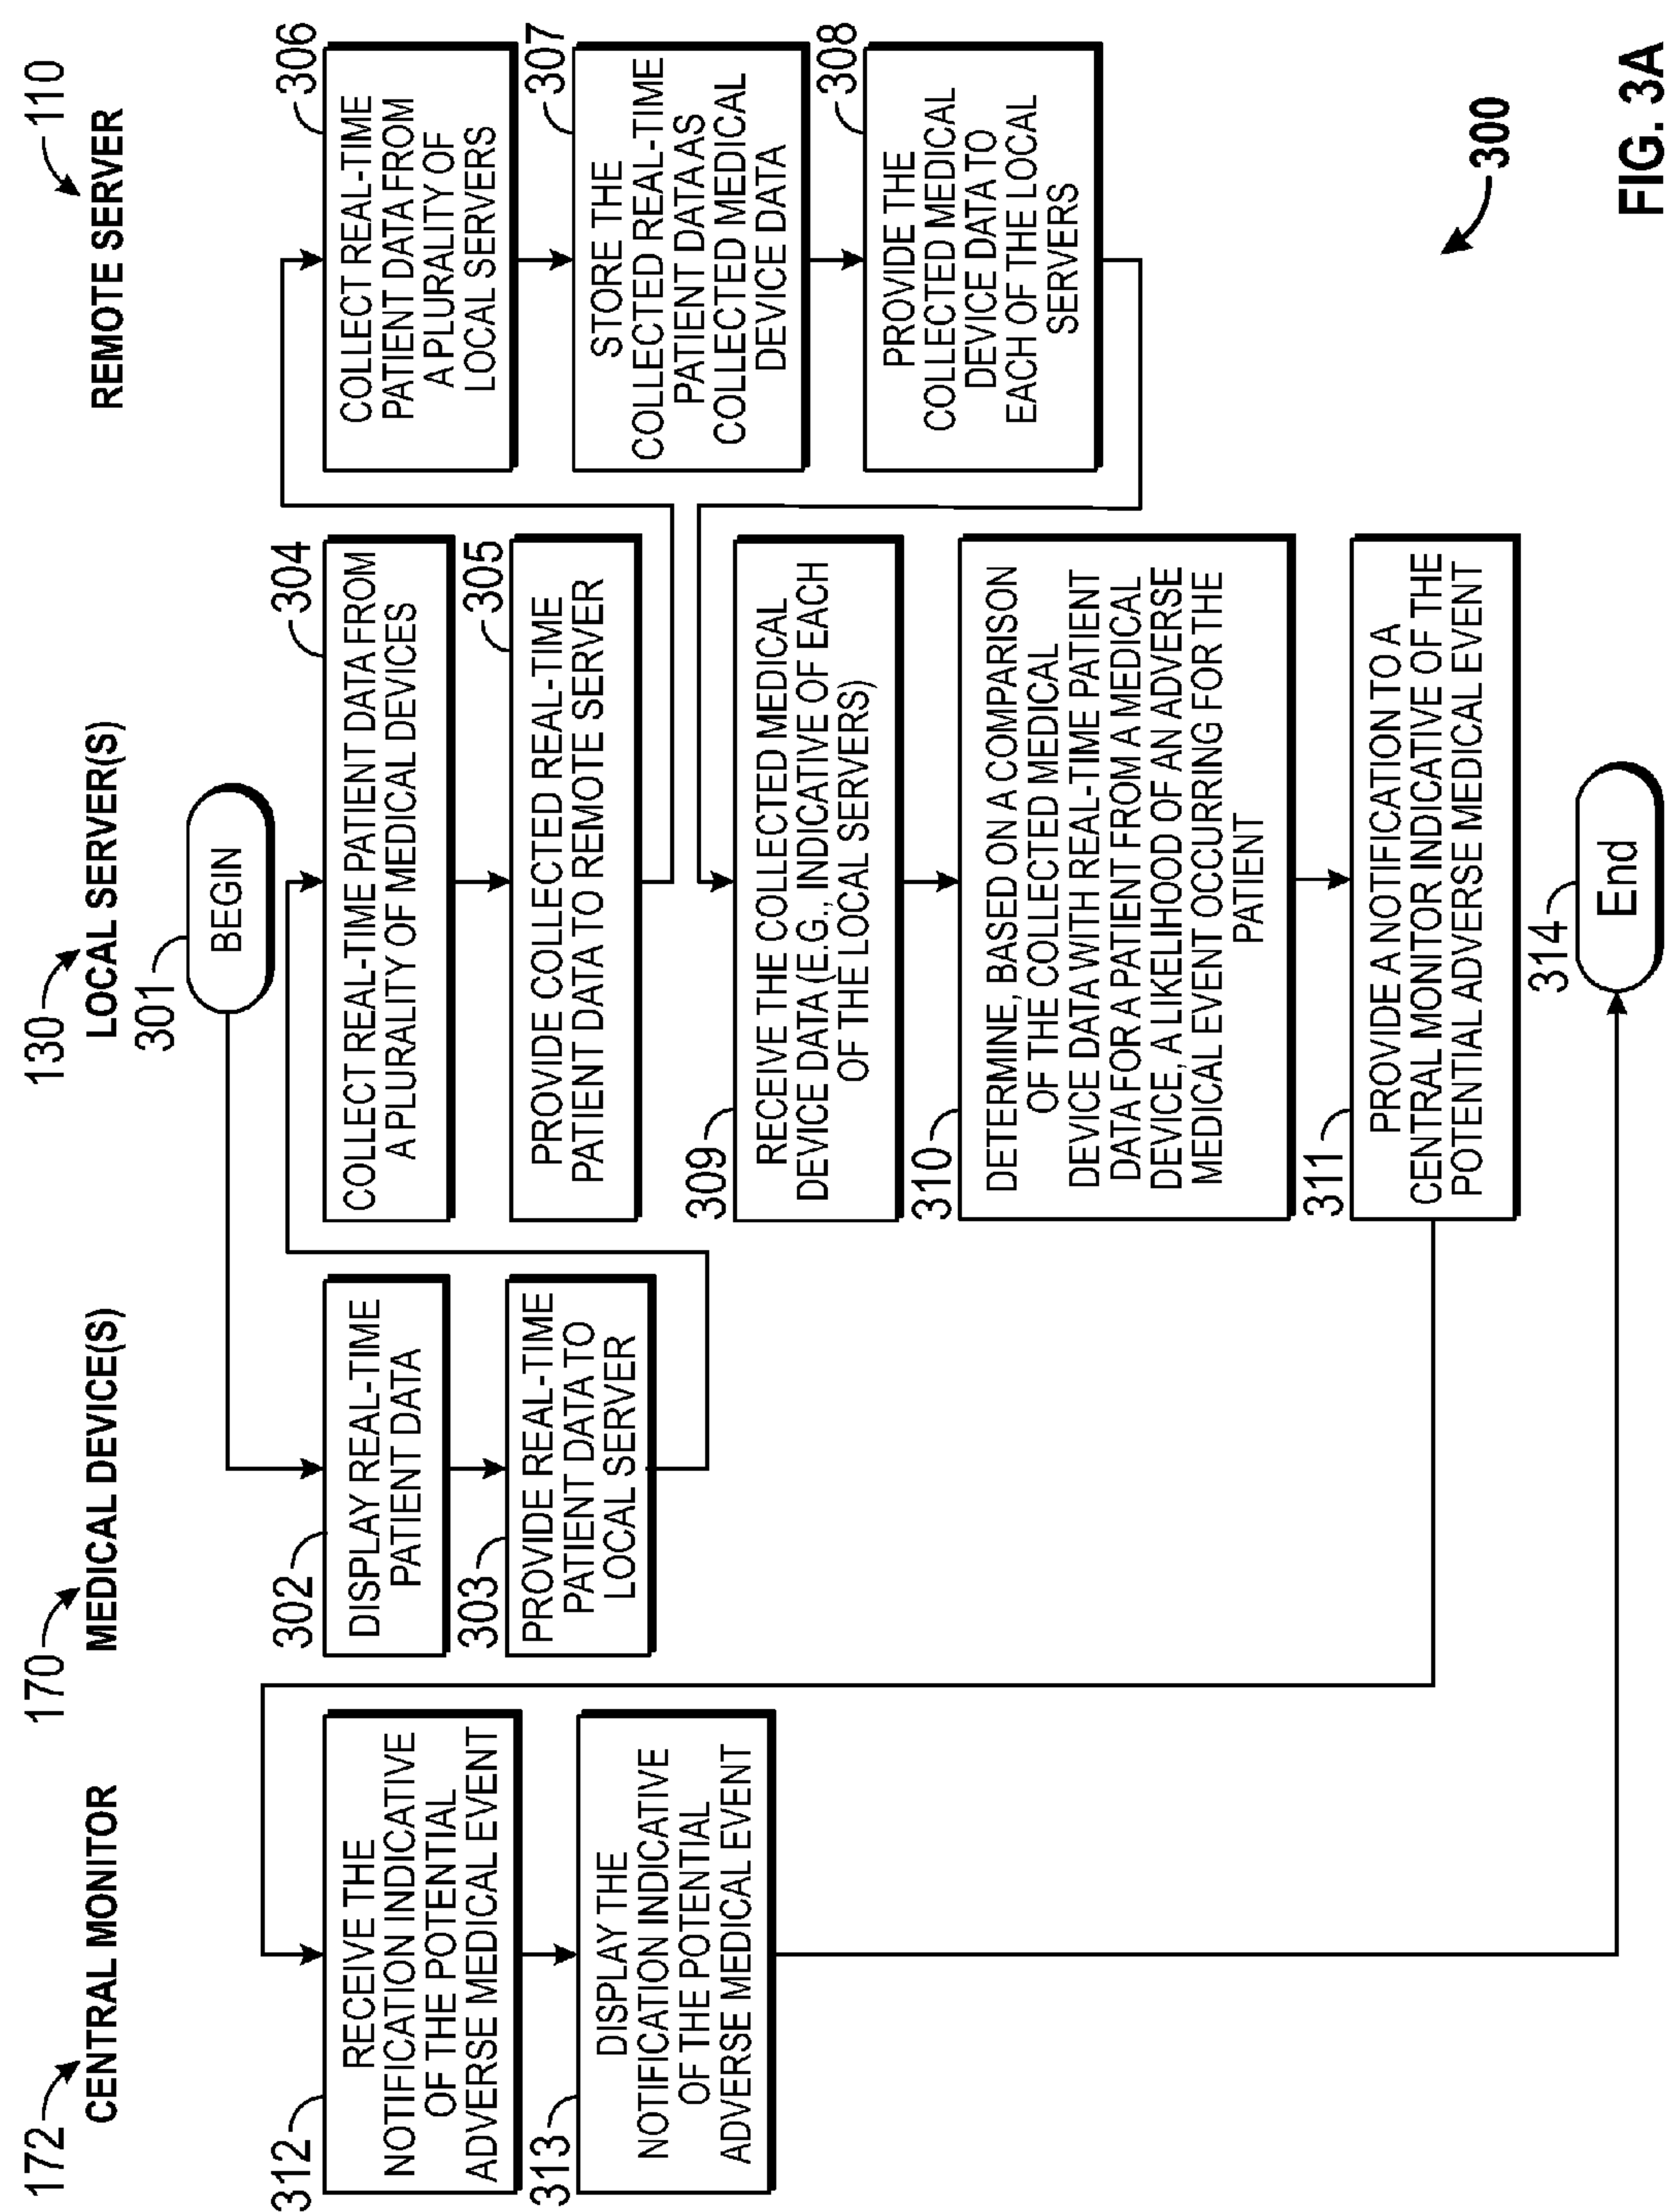 172
CENTRAL MONITOR
170
MEDICAL DEVICE(S)
130
LOCAL SERVER(S)
110
REMOTE SERVER
301
BEGIN
302
DISPLAY REAL-TIME
PATIENT DATA
303
PROVIDE REAL-TIME
PATIENT DATA TO
LOCAL SERVER
304
COLLECT REAL-TIME PATIENT DATA FROM
A PLURALITY OF MEDICAL DEVICES
305
PROVIDE COLLECTED REAL-TIME
PATIENT DATA TO REMOTE SERVER
306
COLLECT REAL-TIME
PATIENT DATA FROM
A PLURALITY OF
LOCAL SERVERS
307
STORE THE
COLLECTED REAL-TIME
PATIENT DATA AS
COLLECTED MEDICAL
DEVICE DATA
308
PROVIDE THE
COLLECTED MEDICAL
DEVICE DATA TO
EACH OF THE LOCAL
SERVERS
309
RECEIVE THE COLLECTED MEDICAL
DEVICE DATA (E.G., INDICATIVE OF EACH
OF THE LOCAL SERVERS)
310
DETERMINE, BASED ON A COMPARISON
OF THE COLLECTED MEDICAL
DEVICE DATA WITH REAL-TIME PATIENT
DATA FOR A PATIENT FROM A MEDICAL
DEVICE, A LIKELIHOOD OF AN ADVERSE
MEDICAL EVENT OCCURRING FOR THE
PATIENT
311
PROVIDE A NOTIFICATION TO A
CENTRAL MONITOR INDICATIVE OF THE
POTENTIAL ADVERSE MEDICAL EVENT
312
RECEIVE THE
NOTIFICATION INDICATIVE
OF THE POTENTIAL
ADVERSE MEDICAL EVENT
313
DISPLAY THE
NOTIFICATION INDICATIVE
OF THE POTENTIAL
ADVERSE MEDICAL EVENT
314
End
300
FIG. 3A